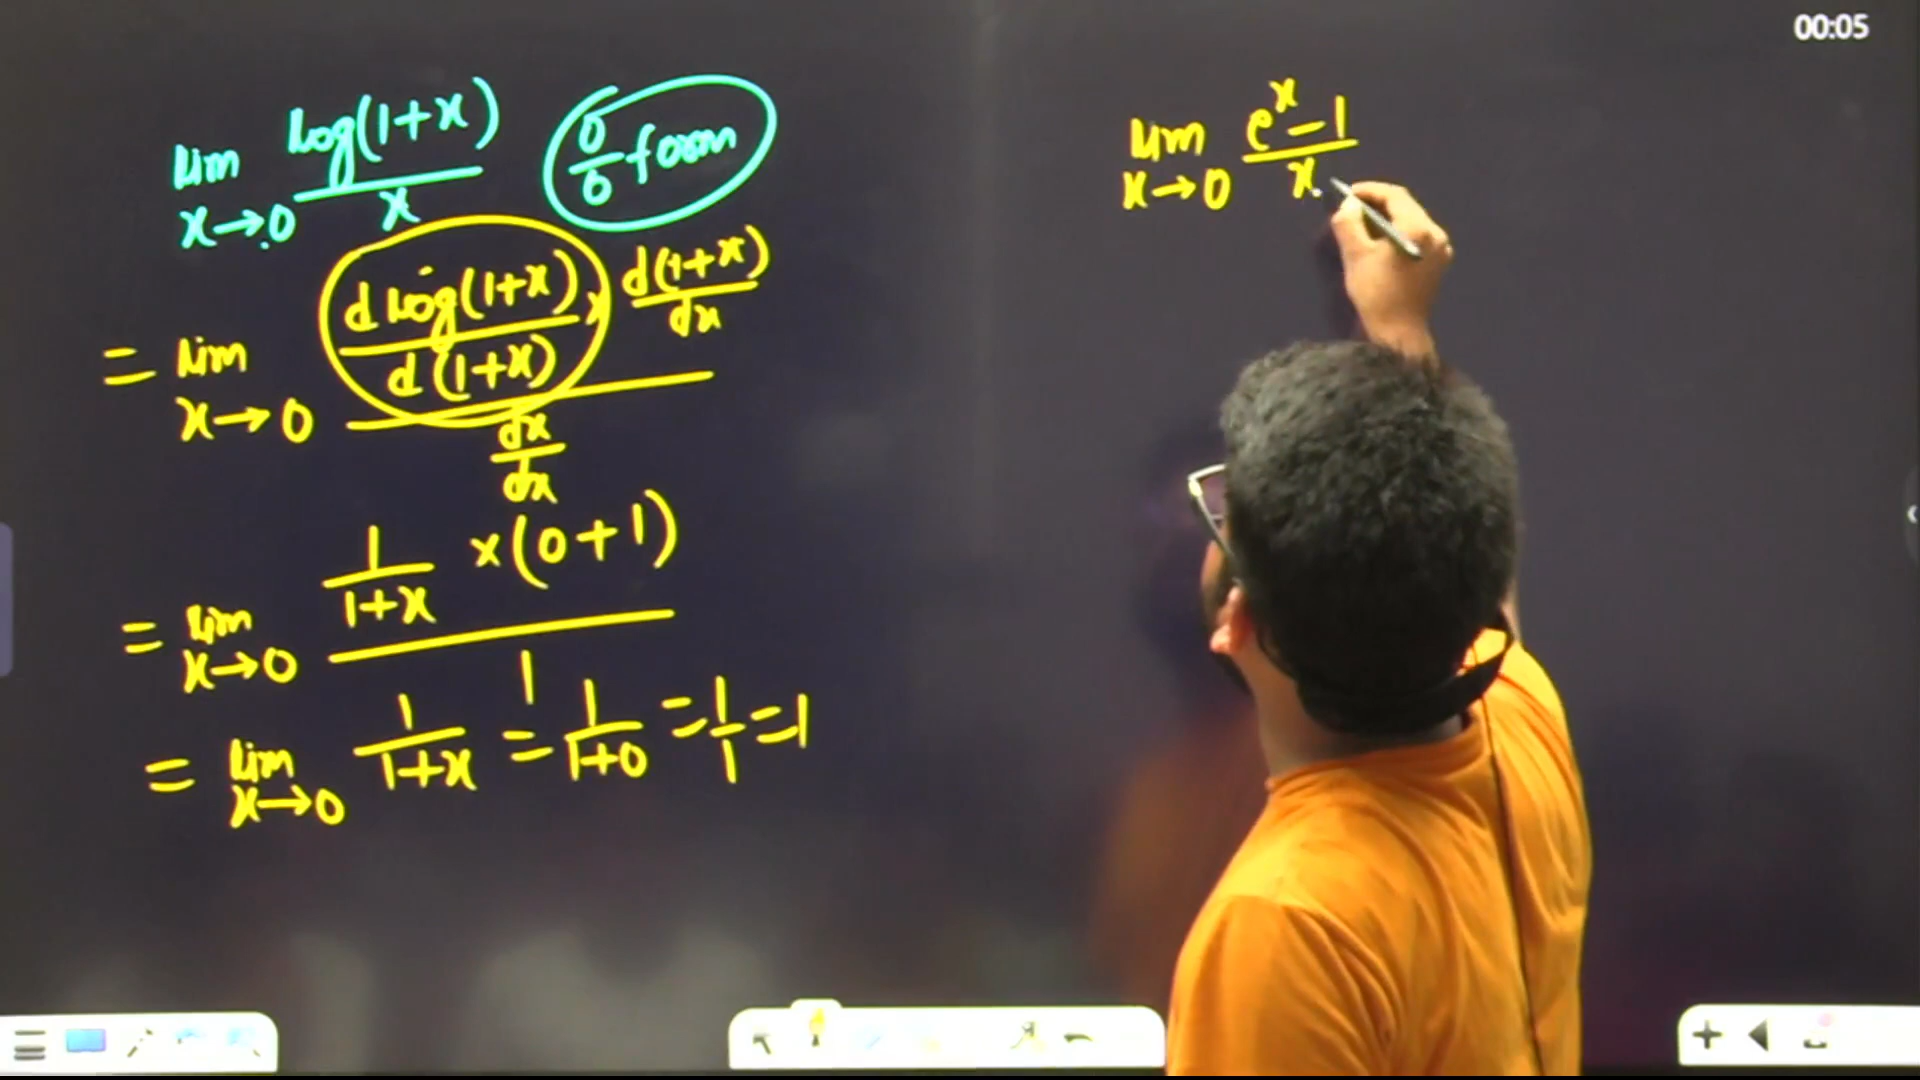 00:05
lim x→0 log(1+x)/x 0/0 form
= lim x→0 (d log(1+x)/d(1+x) × d(1+x)/dx)/(dx/dx)
= lim x→0 (1/(1+x) ×(0+1))/1
= lim x→0 1/(1+x) = 1/(1+0) = 1/1 = 1
lim x→0 (e^x-1)/x